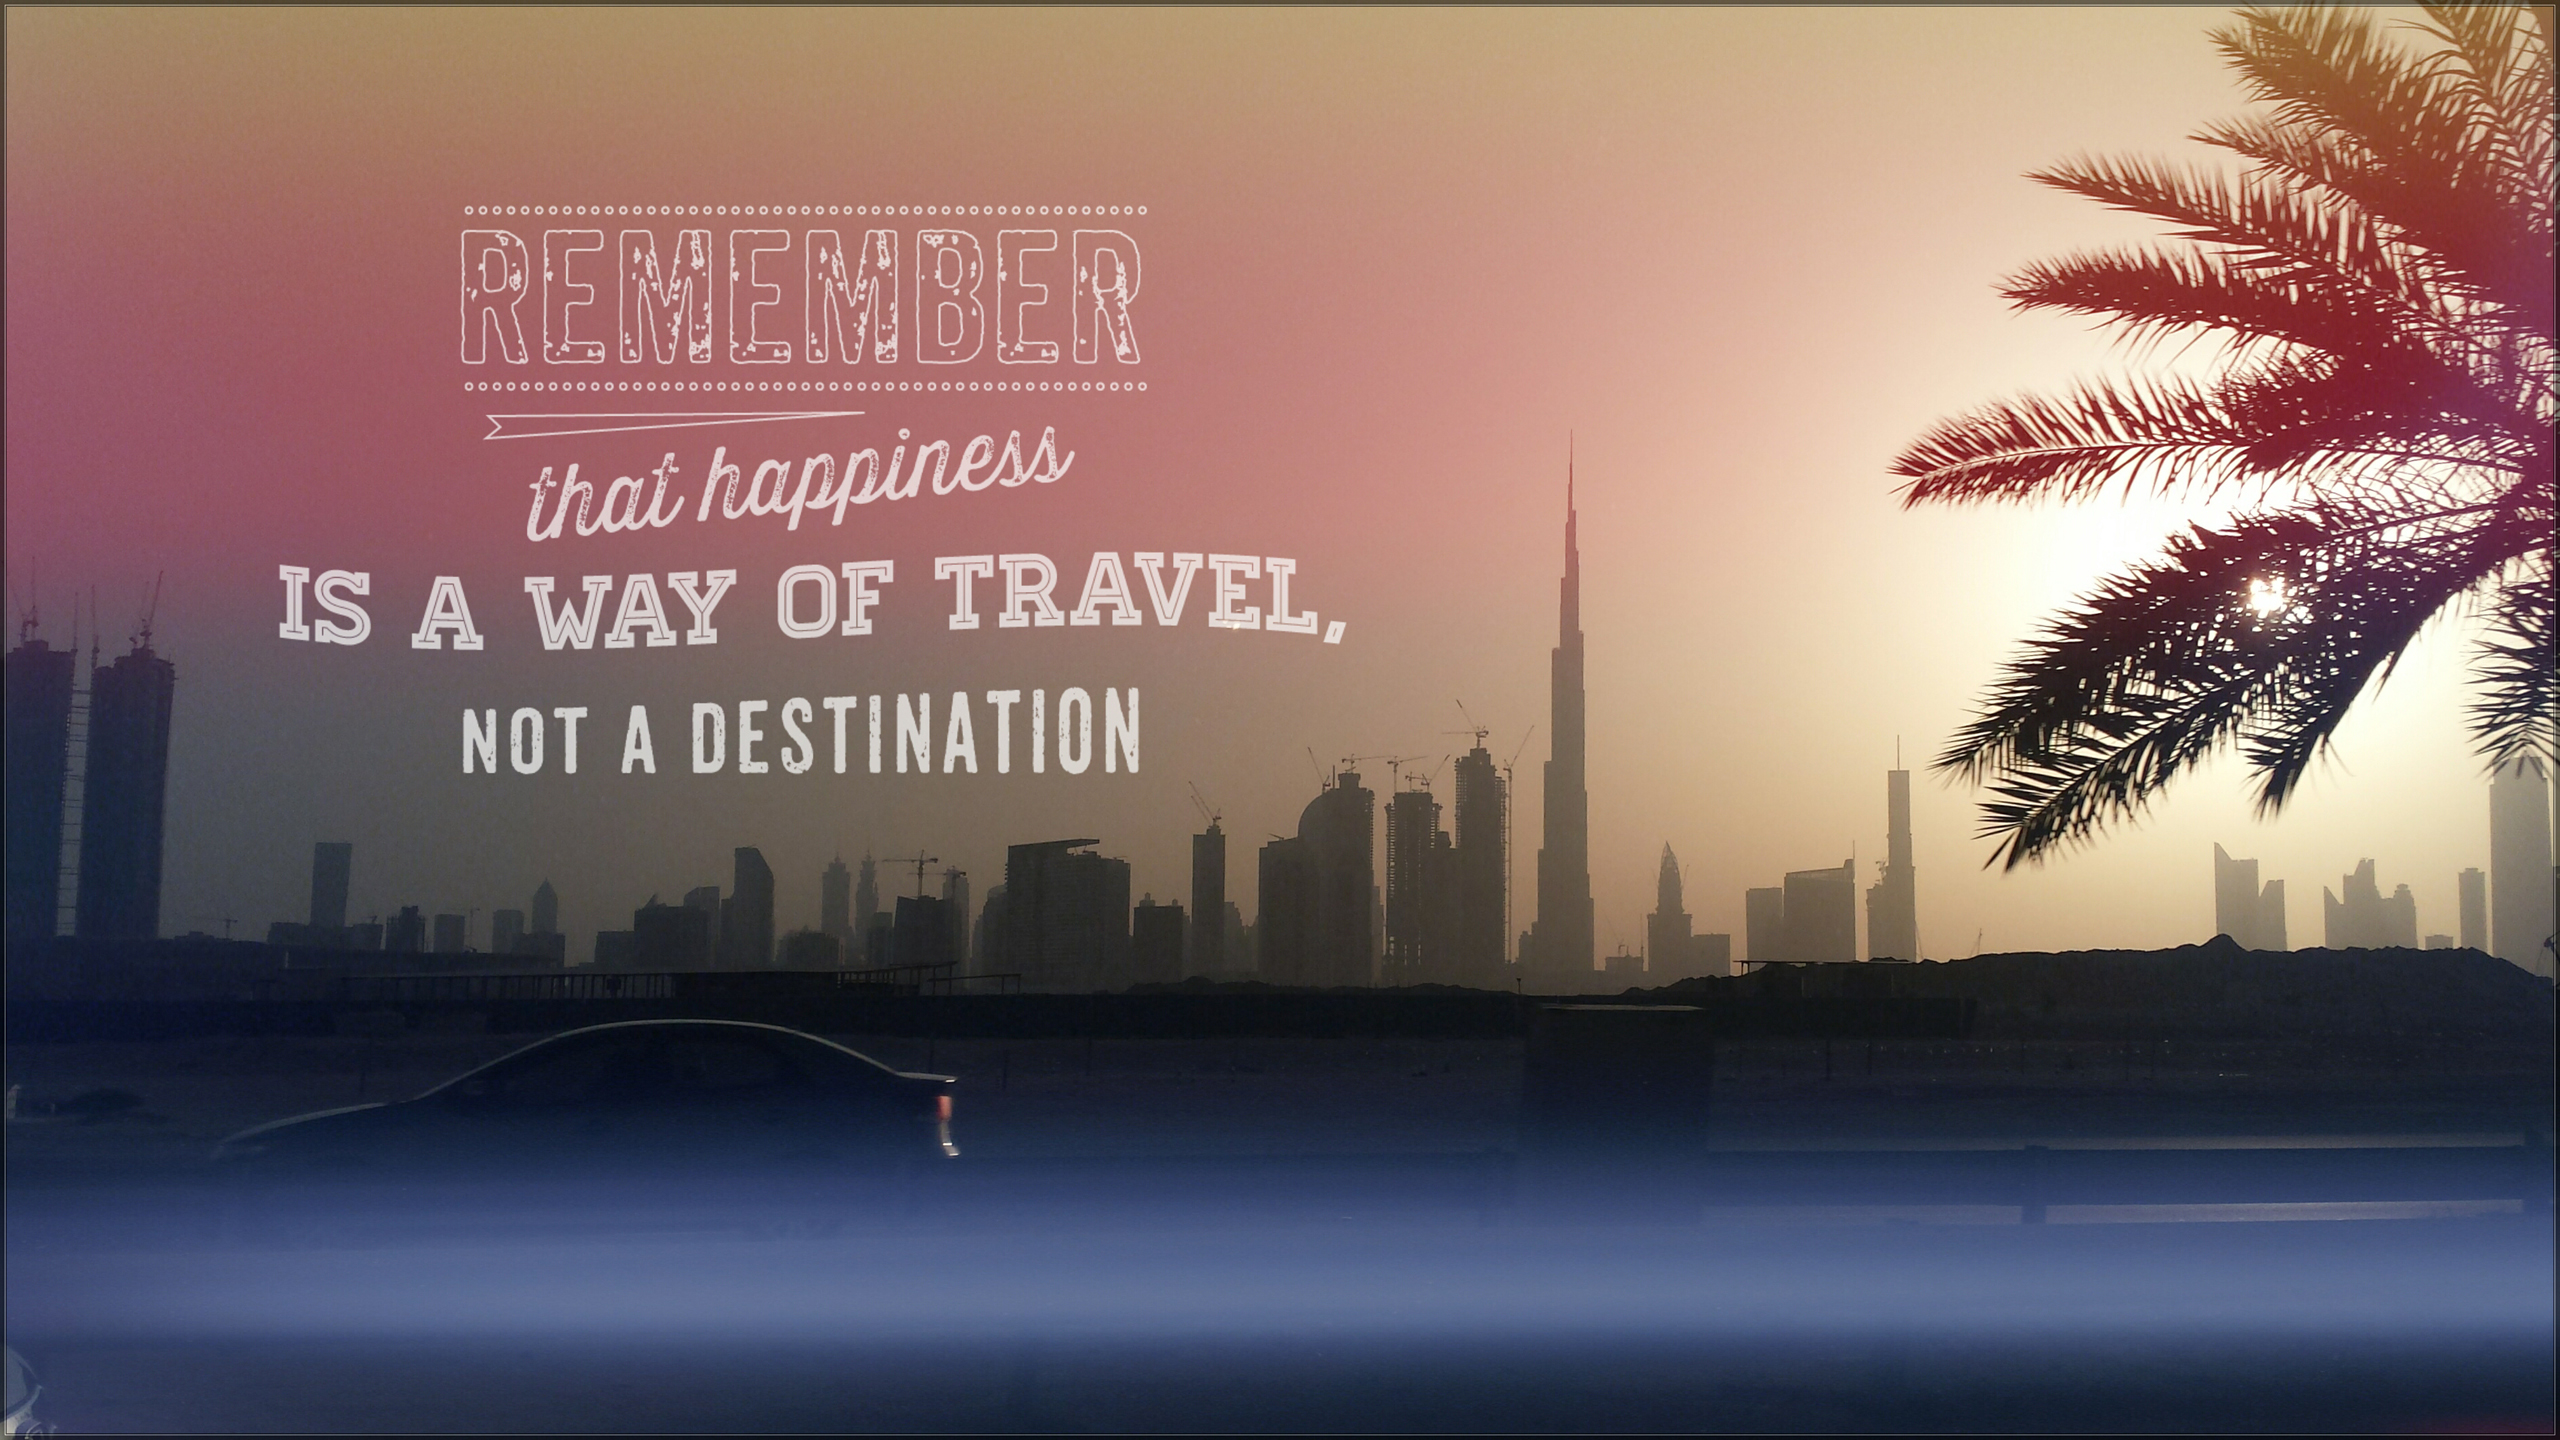 REMEMBER
that happiness
IS A WAY OF TRAVEL,
NOT A DESTINATION